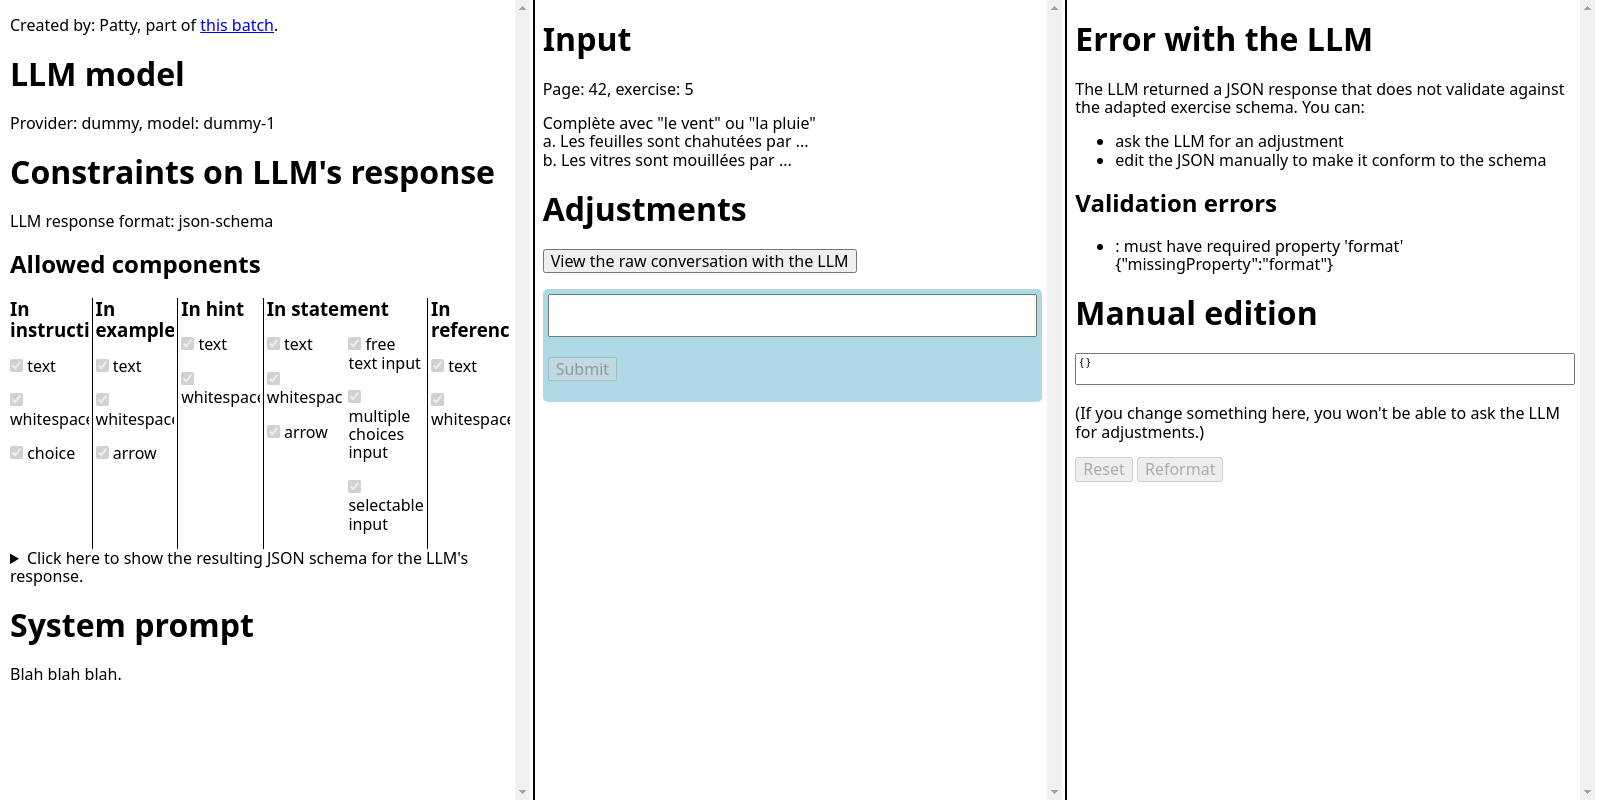 Created by: Patty, part of this batch.
LLM model
Provider: dummy, model: dummy-1
Constraints on LLM's response
LLM response format: json-schema
Allowed components
In instructi
text
whitespace
choice
In example
text
whitespace
arrow
In hint
text
whitespace
In statement
text
whitespac
arrow
free text input
multiple choices input
selectable input
In referenc
text
whitespace
Click here to show the resulting JSON schema for the LLM's
response.
System prompt
Blah blah blah.
Input
Page: 42, exercise: 5
Complète avec "le vent" ou "la pluie"
a. Les feuilles sont chahutées par ...
b. Les vitres sont mouillées par ...
Adjustments
View the raw conversation with the LLM
Submit
Error with the LLM
The LLM returned a JSON response that does not validate against
the adapted exercise schema. You can:
ask the LLM for an adjustment
edit the JSON manually to make it conform to the schema
Validation errors
: must have required property 'format'
{"missingProperty":"format"}
Manual edition
{}
(If you change something here, you won't be able to ask the LLM
for adjustments.)
Reset Reformat